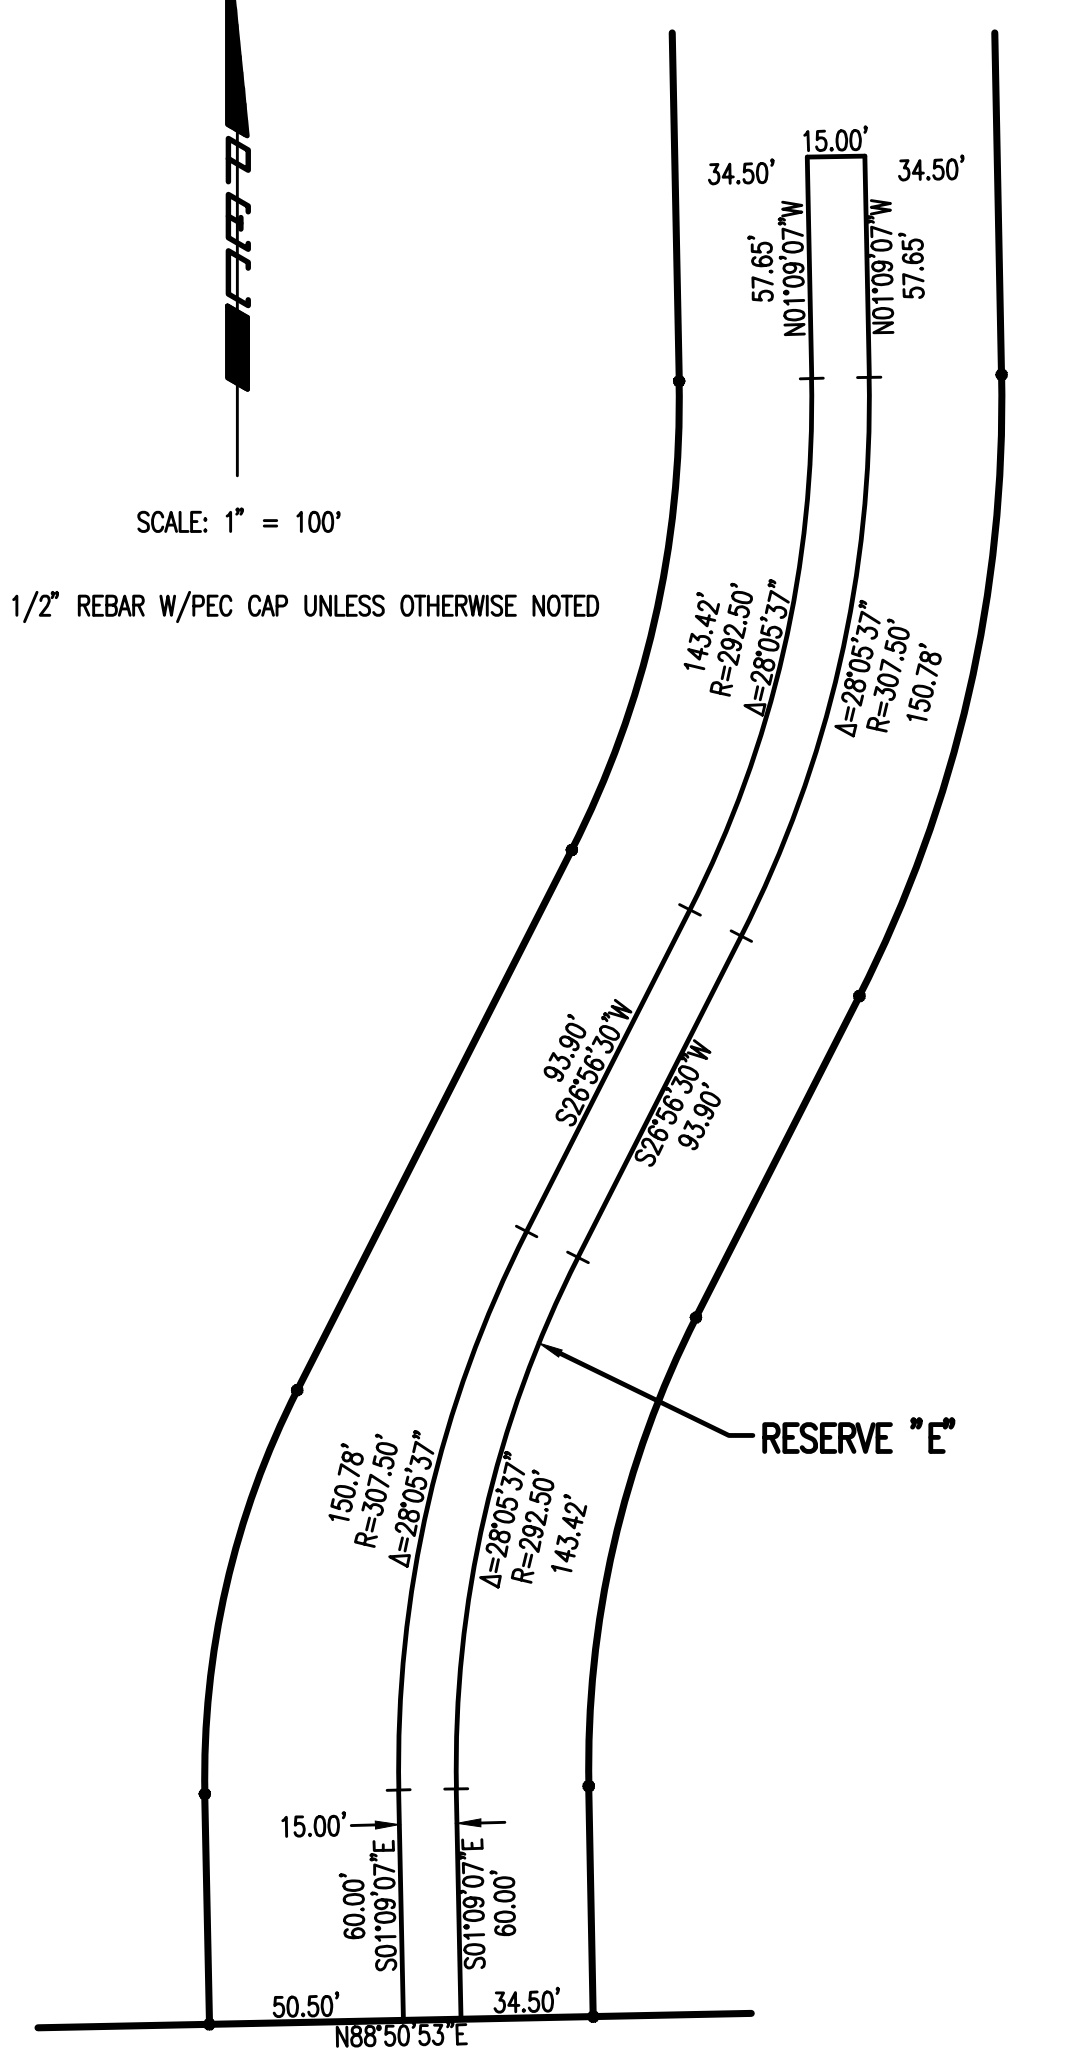 15.00'
34.50'
34.50'
57.65'
N01°09'07"W
N01°09'07"W
57.65'
SCALE: 1" = 100'
1/2" REBAR W/PEC CAP UNLESS OTHERWISE NOTED
143.42'
R=292.50'
Δ=28°05'37"
Δ=28°05'37"
R=307.50'
150.78'
93.90'
S26°56'30"W
S26°56'30"W
93.90'
RESERVE "E"
150.78'
R=307.50'
Δ=28°05'37"
Δ=28°05'37"
R=292.50'
143.42'
15.00'
60.00'
S01°09'07"E
S01°09'07"E
60.00'
50.50'
34.50'
N88°50'53"E